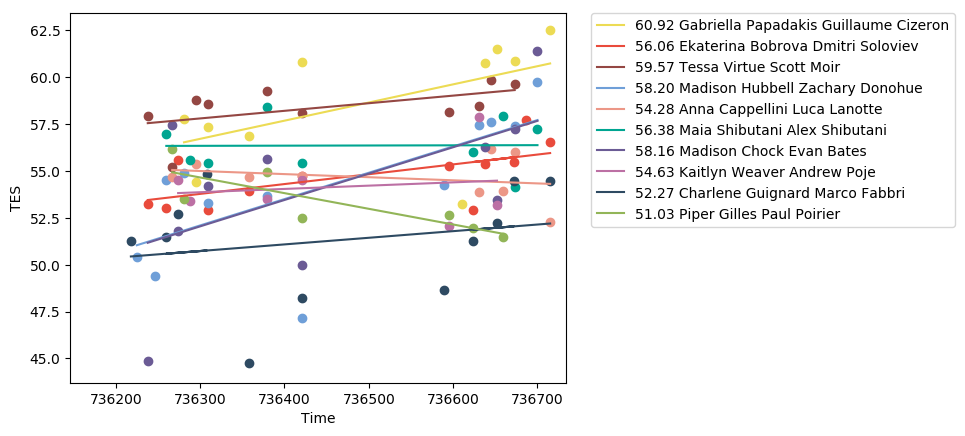 62.5
60.0
57.5
55.0
52.5
50.0
47.5
45.0
TES
736200 736300 736400 736500 736600 736700
Time
60.92 Gabriella Papadakis Guillaume Cizeron
56.06 Ekaterina Bobrova Dmitri Soloviev
59.57 Tessa Virtue Scott Moir
58.20 Madison Hubbell Zachary Donohue
54.28 Anna Cappellini Luca Lanotte
56.38 Maia Shibutani Alex Shibutani
58.16 Madison Chock Evan Bates
54.63 Kaitlyn Weaver Andrew Poje
52.27 Charlene Guignard Marco Fabbri
51.03 Piper Gilles Paul Poirier